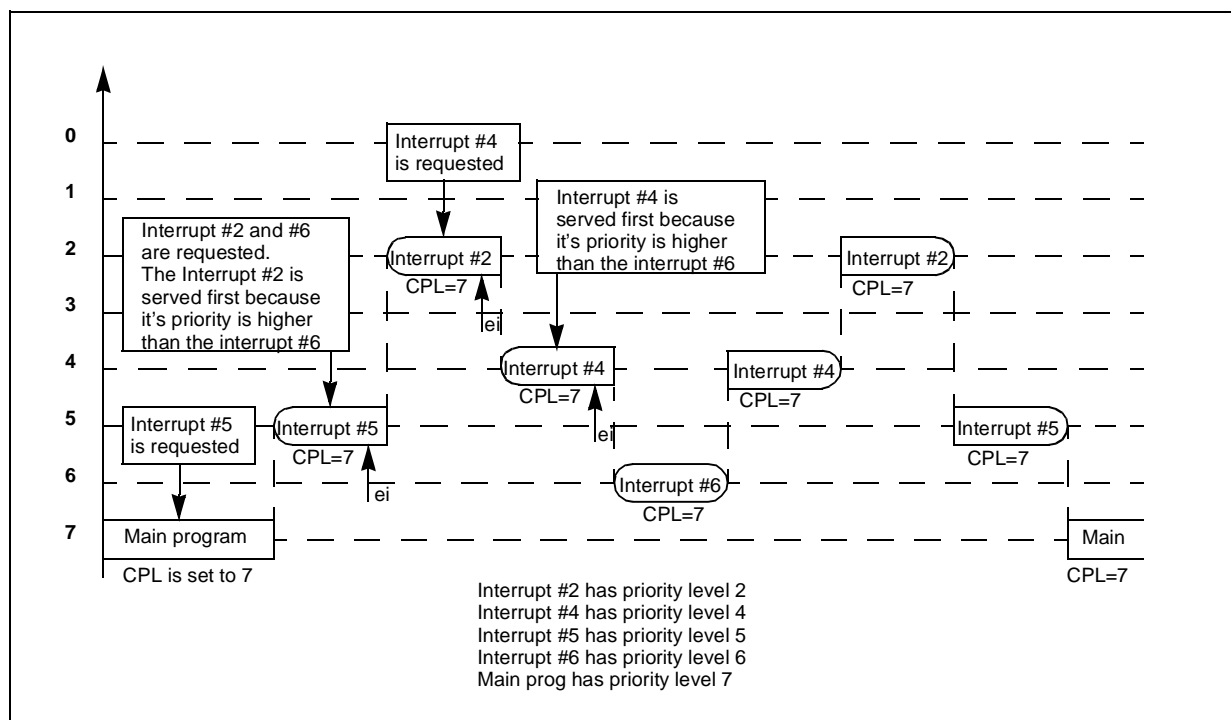 0
Interrupt #4
is requested
1
Interrupt #4 is
served first because
it's priority is higher
than the interrupt #6
Interrupt #2 and #6
are requested.
The Interrupt #2 is
served first because
it's priority is higher
than the interrupt #6
2
Interrupt #2
CPL=7
Interrupt #2
CPL=7
3
ei
4
Interrupt #4
CPL=7
Interrupt #4
CPL=7
5
Interrupt #5
is requested
Interrupt #5
CPL=7
ei
Interrupt #5
CPL=7
6
ei
Interrupt #6
CPL=7
7
Main program
CPL is set to 7
Main
CPL=7
Interrupt #2 has priority level 2
Interrupt #4 has priority level 4
Interrupt #5 has priority level 5
Interrupt #6 has priority level 6
Main prog has priority level 7